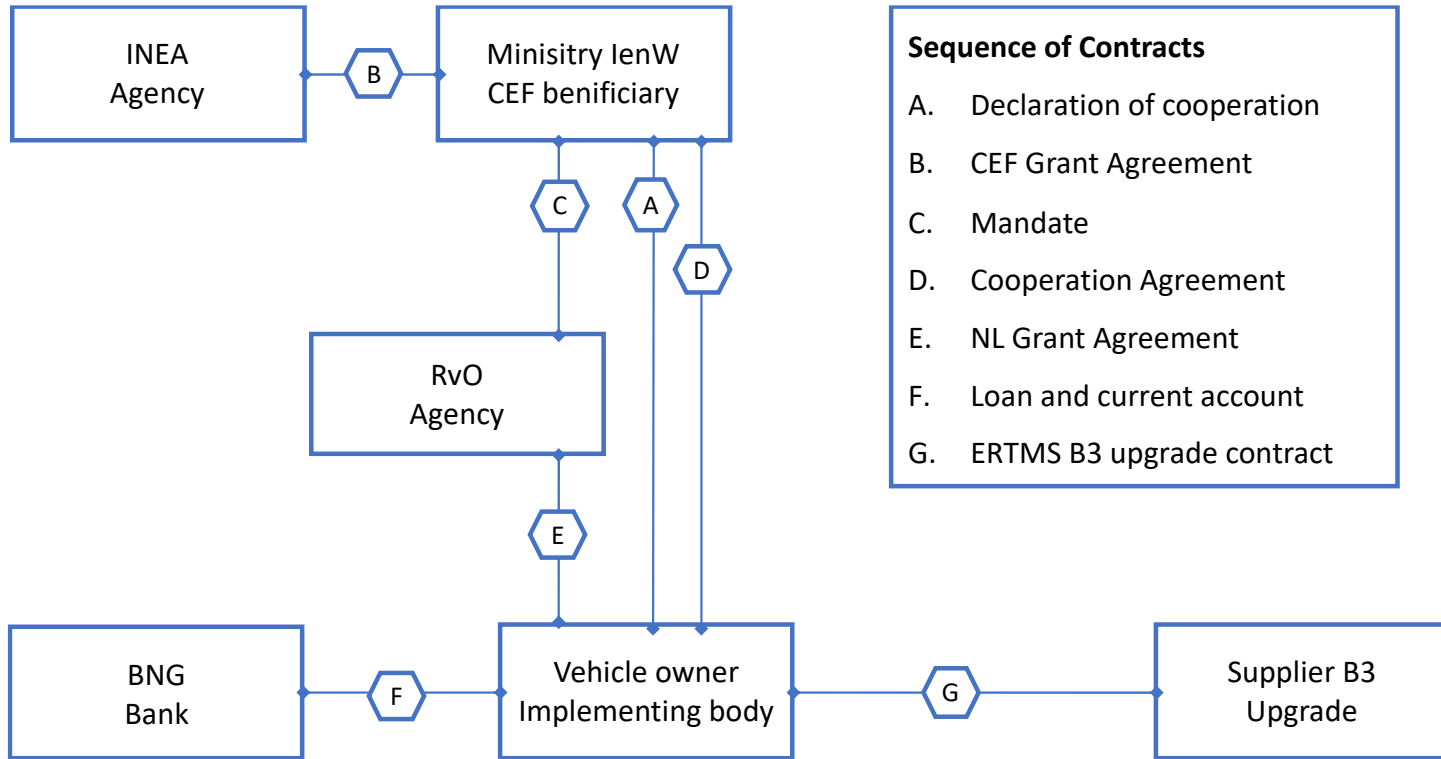 INEA
Agency
B
Minisitry IenW
CEF benificiary
Sequence of Contracts
A. Declaration of cooperation
B. CEF Grant Agreement
C. Mandate
D. Cooperation Agreement
E. NL Grant Agreement
F. Loan and current account
G. ERTMS B3 upgrade contract
C
A
D
RvO
Agency
E
BNG
Bank
F
Vehicle owner
Implementing body
G
Supplier B3
Upgrade